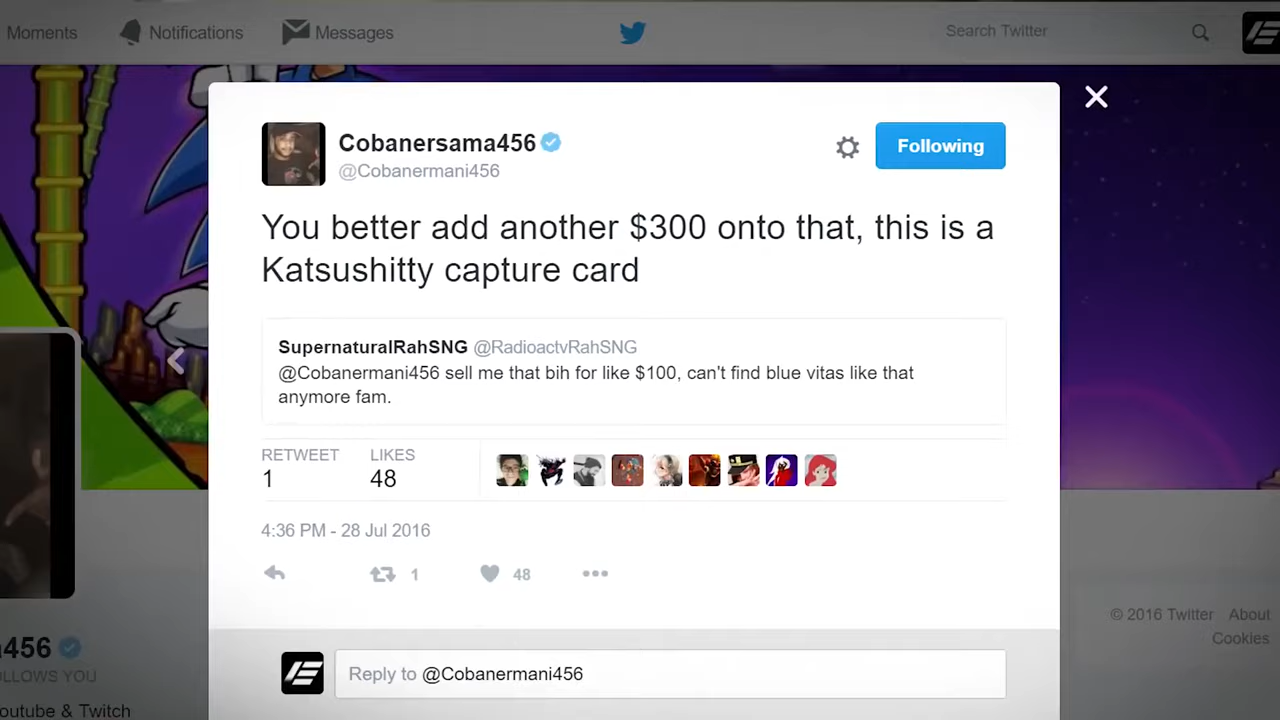 Moments Notifications Messages Search Twitter
Cobanersama456
@Cobanermani456
Following
You better add another $300 onto that, this is a
Katsushitty capture card
SupernaturalRahSNG @RadioactvRahSNG
@Cobanermani456 sell me that bih for like $100, can't find blue vitas like that
anymore fam.
RETWEET LIKES
1 48
4:36 PM - 28 Jul 2016
1 48
© 2016 Twitter About
Cookies
a456
OLLOWS YOU
outube & Twitch
Reply to @Cobanermani456